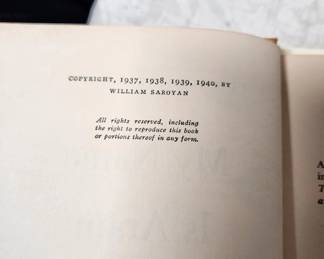 COPYRIGHT, 1937, 1938, 1939, 1940, BY
WILLIAM SAROYAN
All rights reserved, including
the right to reproduce this book
or portions thereof in any form.